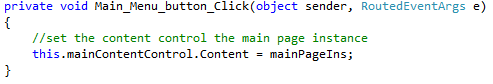 private void Main_Menu_button_Click(object sender, RoutedEventArgs e)
{
    //set the content control the main page instance
    this.mainContentControl.Content = mainPageIns;
}